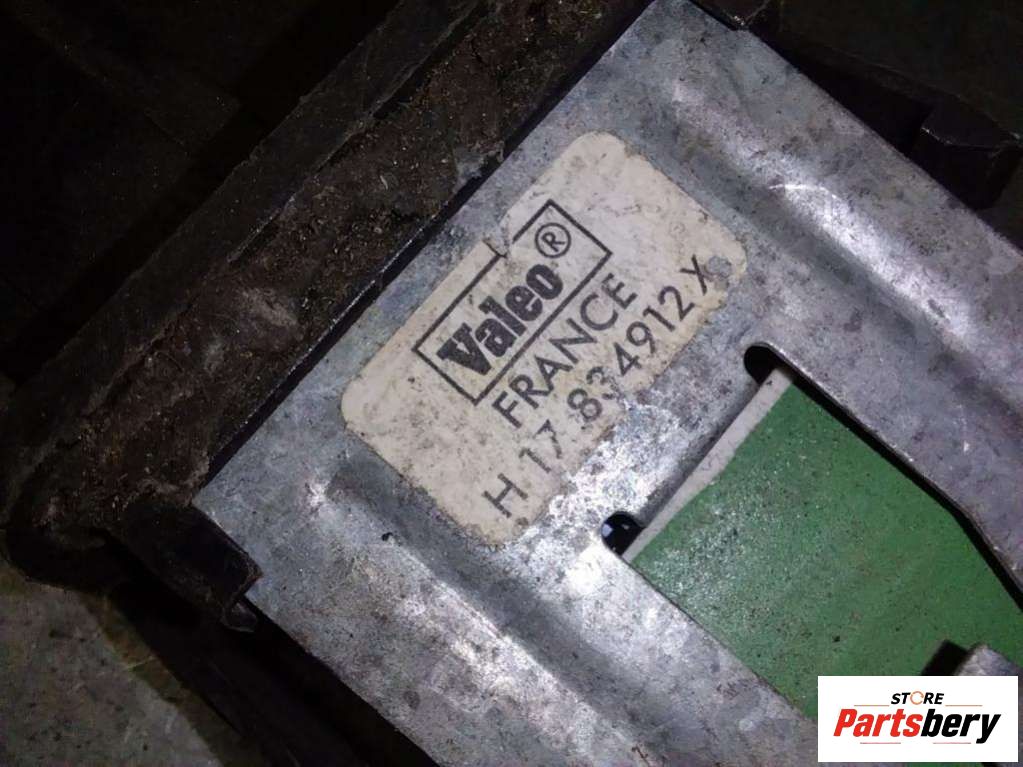 Valeo®
FRANCE
H 17 834912 X
STORE
Partsbery